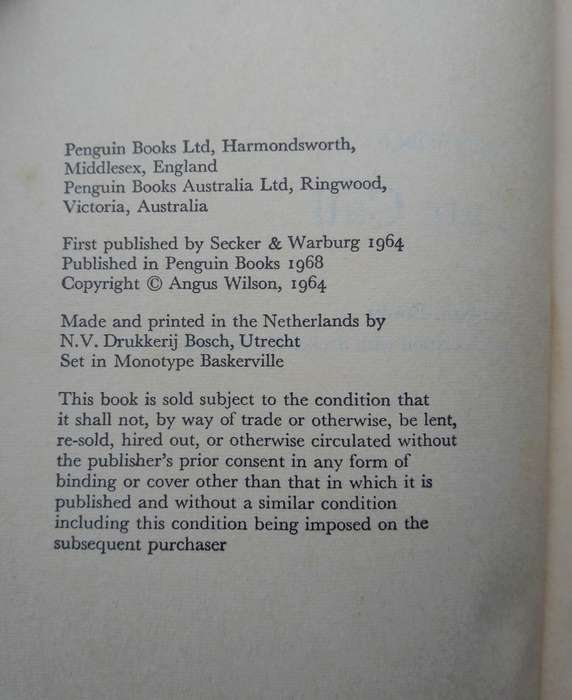 Penguin Books Ltd, Harmondsworth,
Middlesex, England
Penguin Books Australia Ltd, Ringwood,
Victoria, Australia
First published by Secker & Warburg 1964
Published in Penguin Books 1968
Copyright © Angus Wilson, 1964
Made and printed in the Netherlands by
N.V. Drukkerij Bosch, Utrecht
Set in Monotype Baskerville
This book is sold subject to the condition that
it shall not, by way of trade or otherwise, be lent,
re-sold, hired out, or otherwise circulated without
the publisher's prior consent in any form of
binding or cover other than that in which it is
published and without a similar condition
including this condition being imposed on the
subsequent purchaser